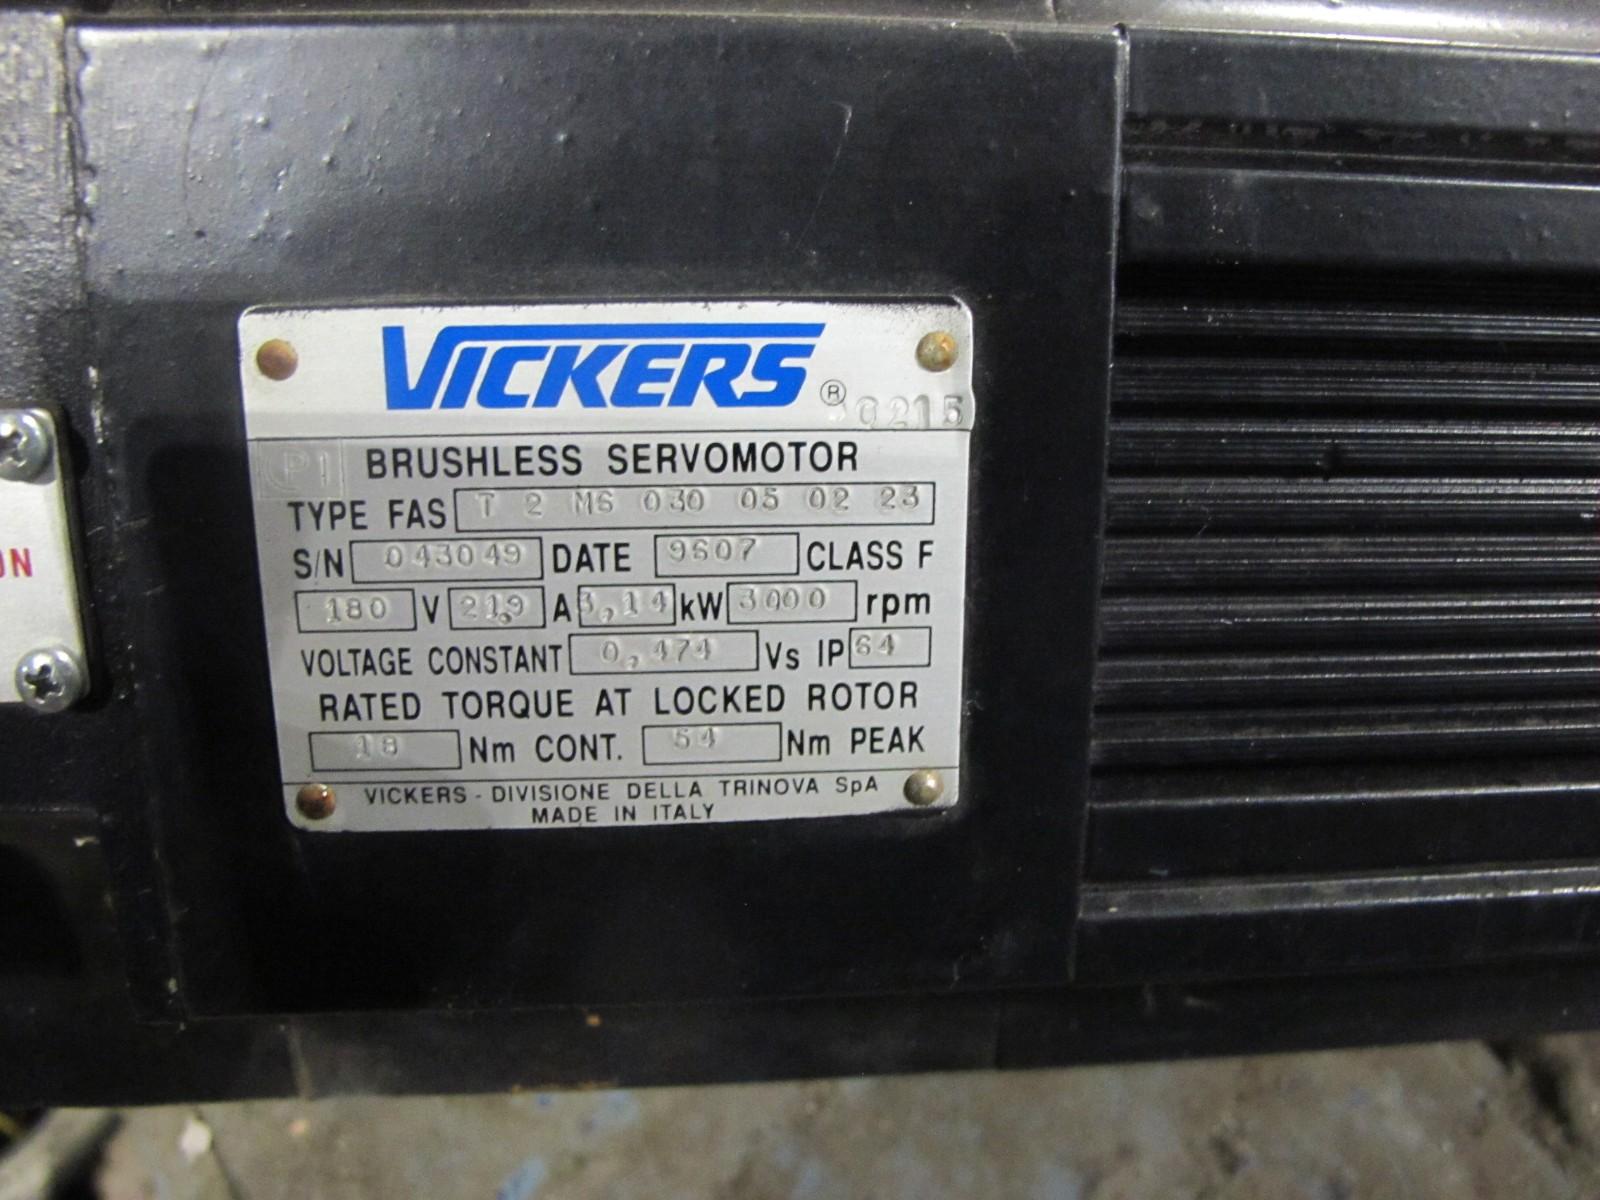 VICKERS ®
0215
PI BRUSHLESS SERVOMOTOR
TYPE FAS T 2 M6 030 05 02 23
S/N 043049 DATE 9607 CLASS F
180 V 21,9 A 3,14 kW 3000 rpm
VOLTAGE CONSTANT 0,474 Vs IP 64
RATED TORQUE AT LOCKED ROTOR
18 Nm CONT. 54 Nm PEAK
VICKERS - DIVISIONE DELLA TRINOVA SpA
MADE IN ITALY